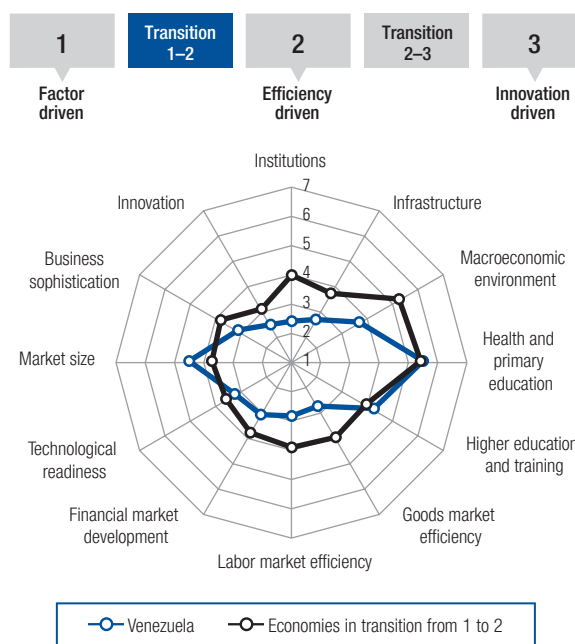 1
Transition
1–2
2
Transition
2–3
3
Factor
driven
Efficiency
driven
Innovation
driven
Institutions
Infrastructure
Macroeconomic
environment
Health and
primary
education
Higher education
and training
Goods market
efficiency
Labor market efficiency
Financial market
development
Technological
readiness
Market size
Business
sophistication
Innovation
7
6
5
4
3
2
1
Venezuela
Economies in transition from 1 to 2